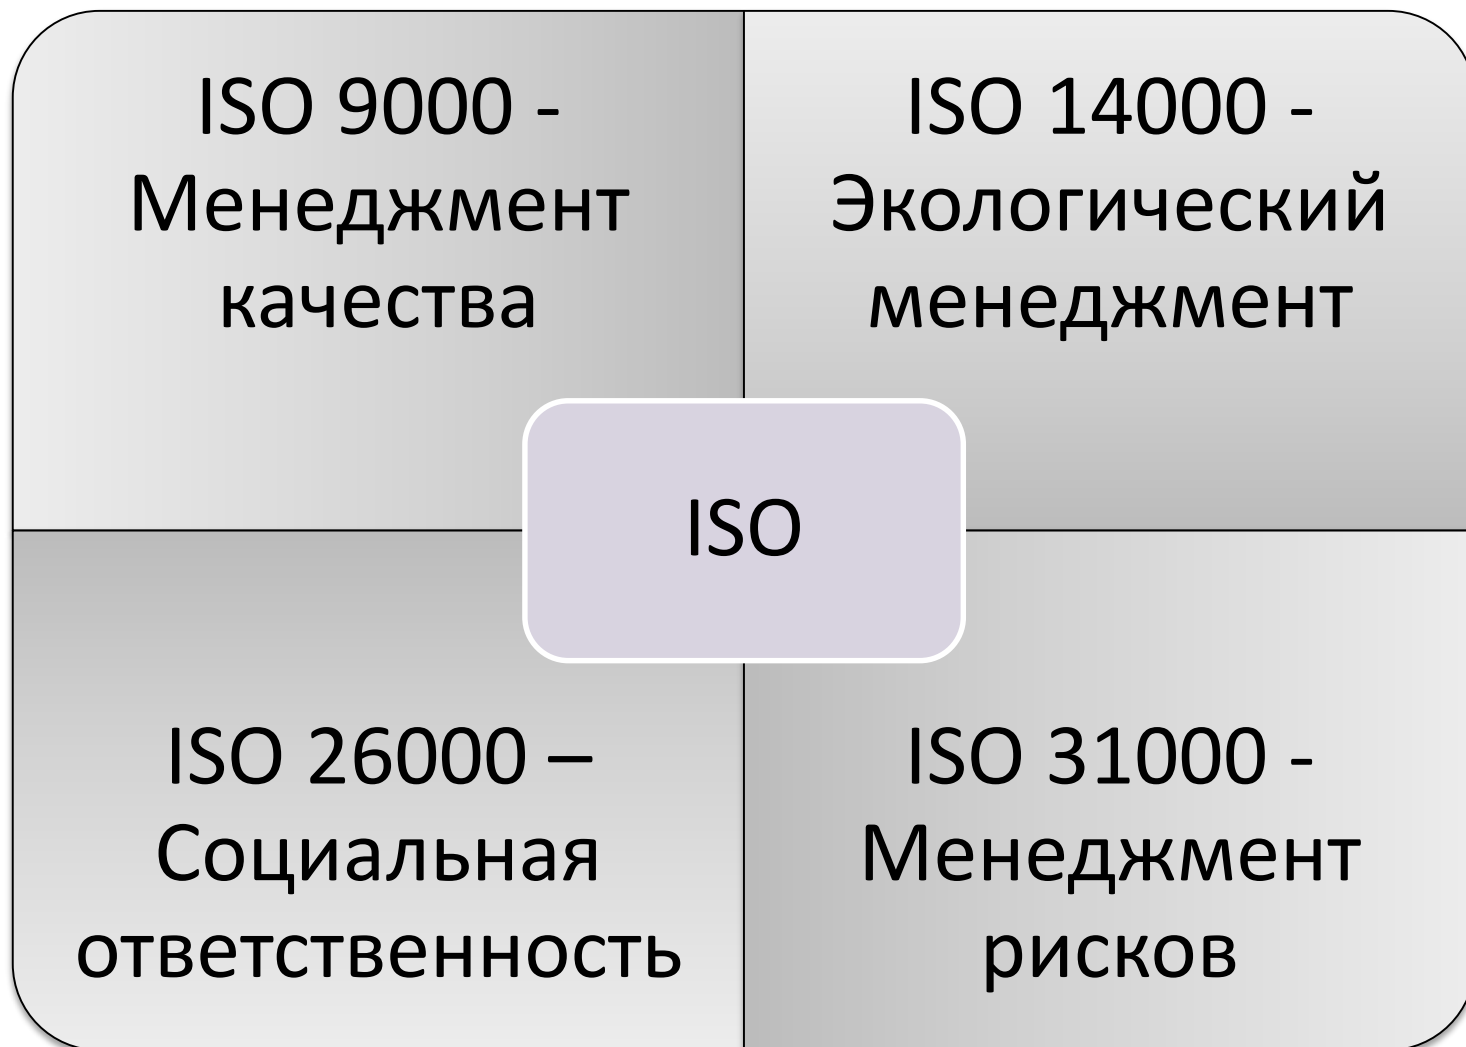 ISO 9000 -
Менеджмент
качества
ISO 14000 -
Экологический
менеджмент
ISO
ISO 26000 –
Социальная
ответственность
ISO 31000 -
Менеджмент
рисков